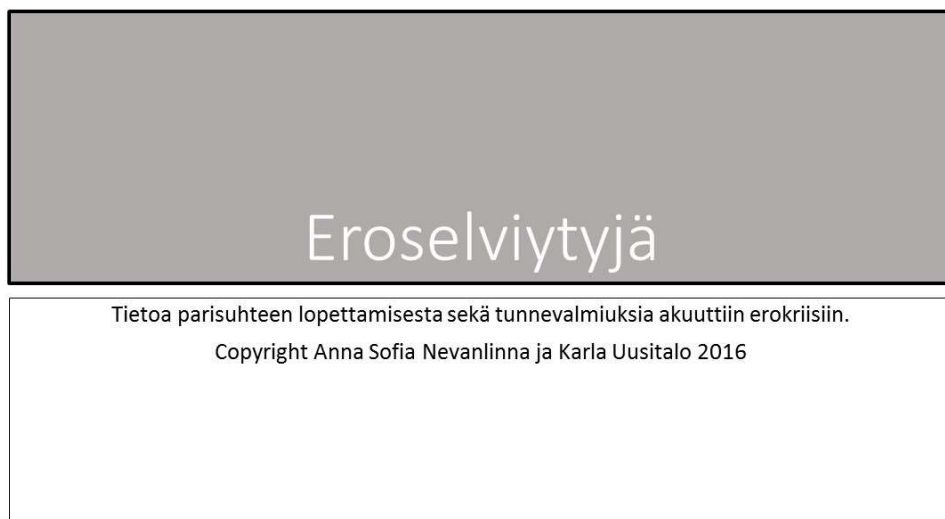 Eroselviytyjä
Tietoa parisuhteen lopettamisesta sekä tunnevalmiuksia akuuttiin erokriisiin.
Copyright Anna Sofia Nevanlinna ja Karla Uusitalo 2016